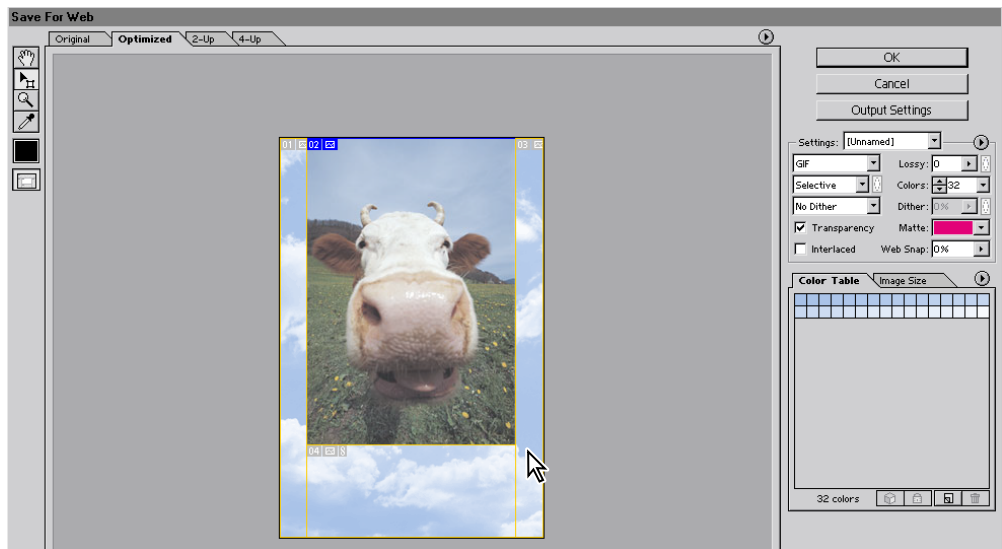 Save For Web
Original Optimized 2-Up 4-Up
OK
Cancel
Output Settings
Settings: [Unnamed]
GIF Lossy: 0
Selective Colors: 32
No Dither Dither: 0%
Transparency Matte:
Interlaced Web Snap: 0%
Color Table Image Size
01 02 03
04 8
32 colors